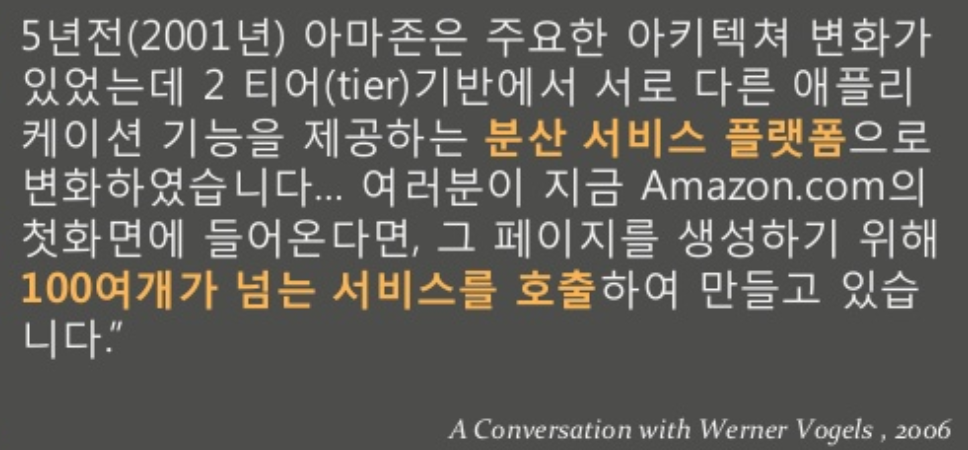 5년전(2001년) 아마존은 주요한 아키텍쳐 변화가
있었는데 2 티어(tier)기반에서 서로 다른 애플리
케이션 기능을 제공하는 분산 서비스 플랫폼으로
변화하였습니다... 여러분이 지금 Amazon.com의
첫화면에 들어온다면, 그 페이지를 생성하기 위해
100여개가 넘는 서비스를 호출하여 만들고 있습
니다.”
A Conversation with Werner Vogels , 2006